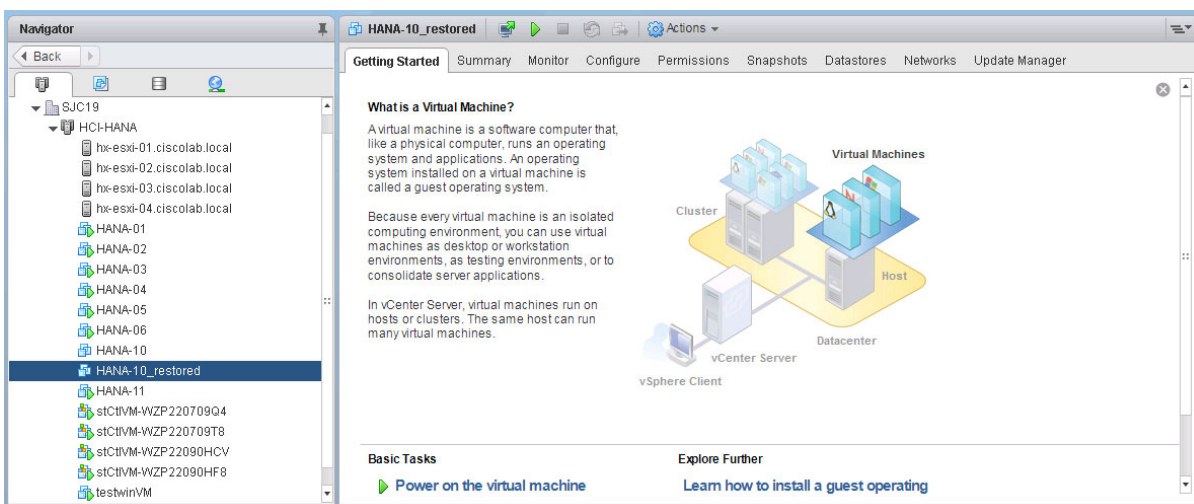 Navigator
Back
SJC19
HCI-HANA
hx-esxi-01.ciscolab.local
hx-esxi-02.ciscolab.local
hx-esxi-03.ciscolab.local
hx-esxi-04.ciscolab.local
HANA-01
HANA-02
HANA-03
HANA-04
HANA-05
HANA-06
HANA-10
HANA-10_restored
HANA-11
stCtlVM-WZP220709Q4
stCtlVM-WZP220709T8
stCtlVM-WZP22090HCV
stCtlVM-WZP22090HF8
testwinVM
HANA-10_restored Actions
Getting Started Summary Monitor Configure Permissions Snapshots Datastores Networks Update Manager
What is a Virtual Machine?
A virtual machine is a software computer that,
like a physical computer, runs an operating
system and applications. An operating
system installed on a virtual machine is
called a guest operating system.
Because every virtual machine is an isolated
computing environment, you can use virtual
machines as desktop or workstation
environments, as testing environments, or to
consolidate server applications.
In vCenter Server, virtual machines run on
hosts or clusters. The same host can run
many virtual machines.
Virtual Machines
Cluster
Host
Datacenter
vCenter Server
vSphere Client
Basic Tasks
Power on the virtual machine
Explore Further
Learn how to install a guest operating